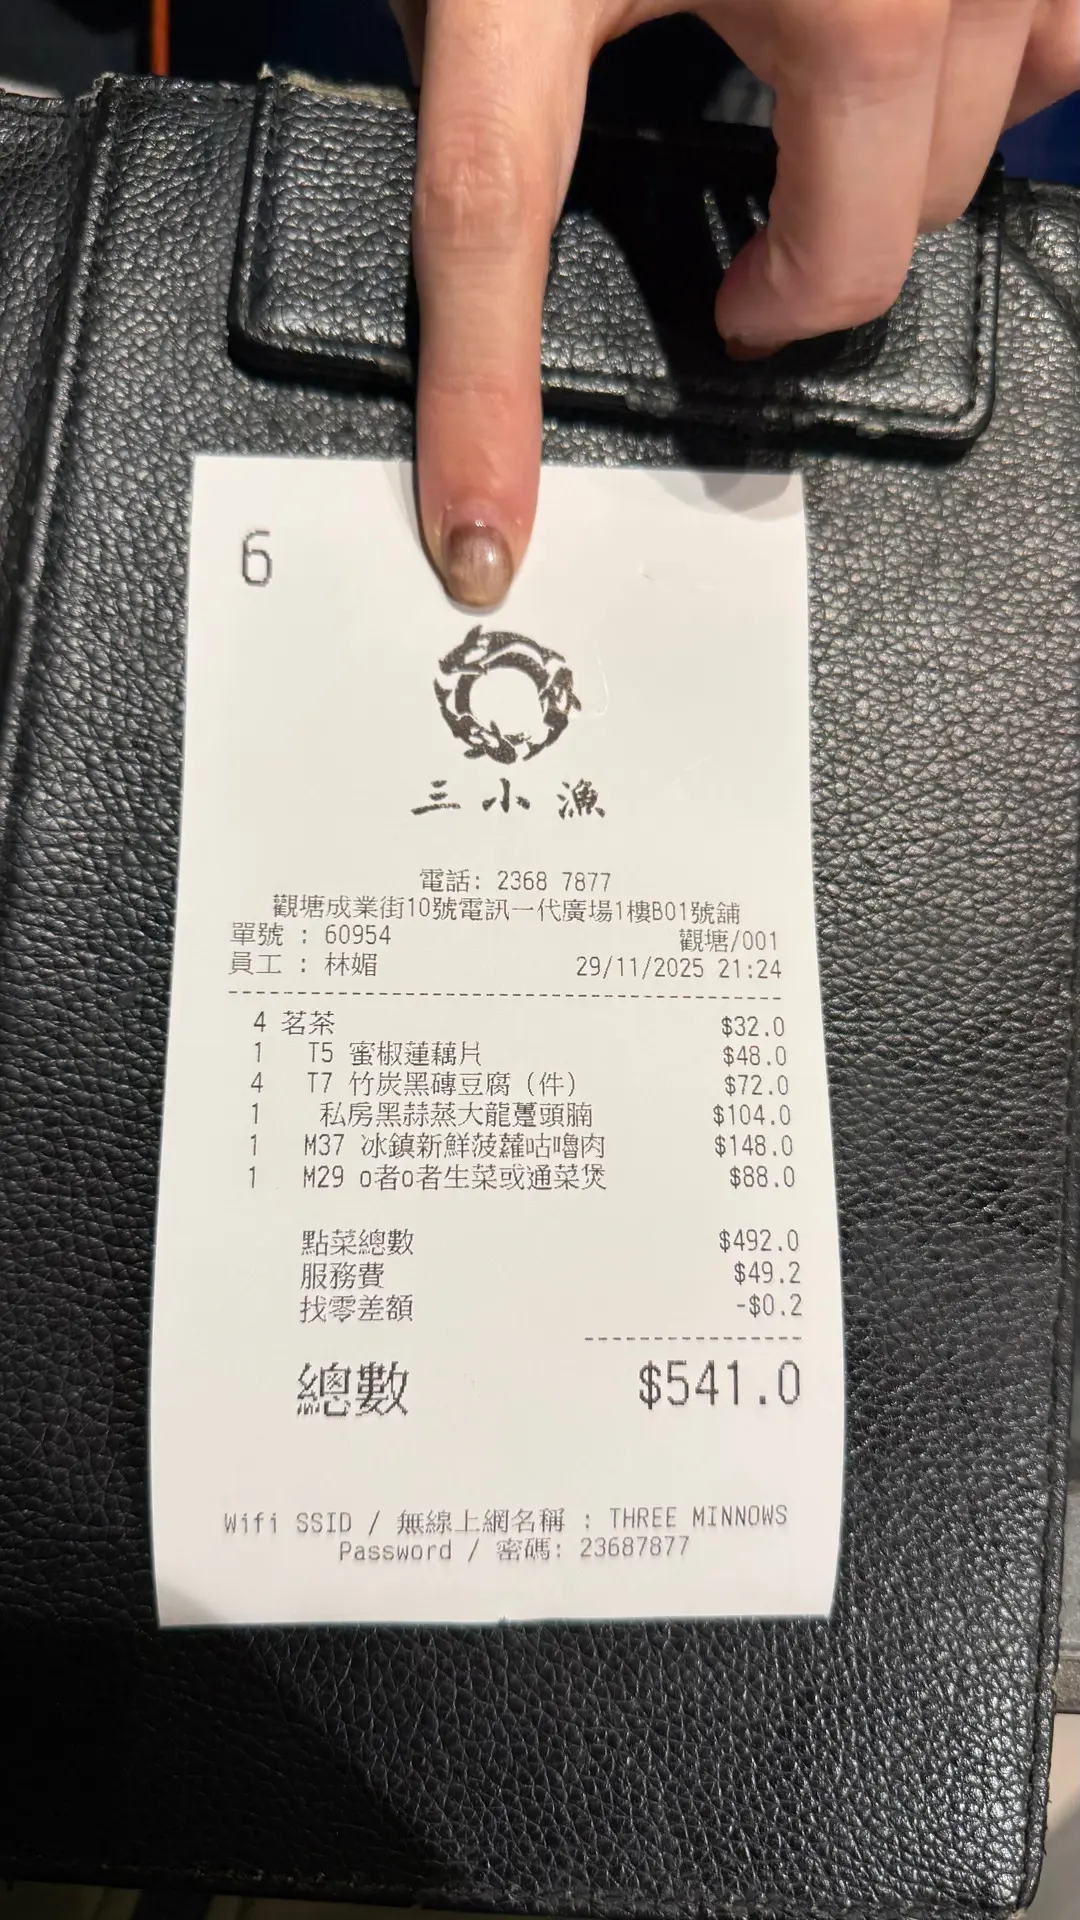 6
三小漁
電話: 2368 7877
觀塘成業街10號電訊一代廣場1樓B01號舖
單號 : 60954 觀塘/001
員工 : 林媚 29/11/2025 21:24
4 茗茶 $32.0
1 T5 蜜椒蓮藕片 $48.0
4 T7 竹炭黑磚豆腐 (件) $72.0
1 私房黑蒜蒸大龍躉頭腩 $104.0
1 M37 冰鎮新鮮菠蘿咕嚕肉 $148.0
1 M29 o者o者生菜或通菜煲 $88.0
點菜總數 $492.0
服務費 $49.2
找零差額 -$0.2
總數 $541.0
Wifi SSID / 無線上網名稱 : THREE MINNOWS
Password / 密碼: 23687877